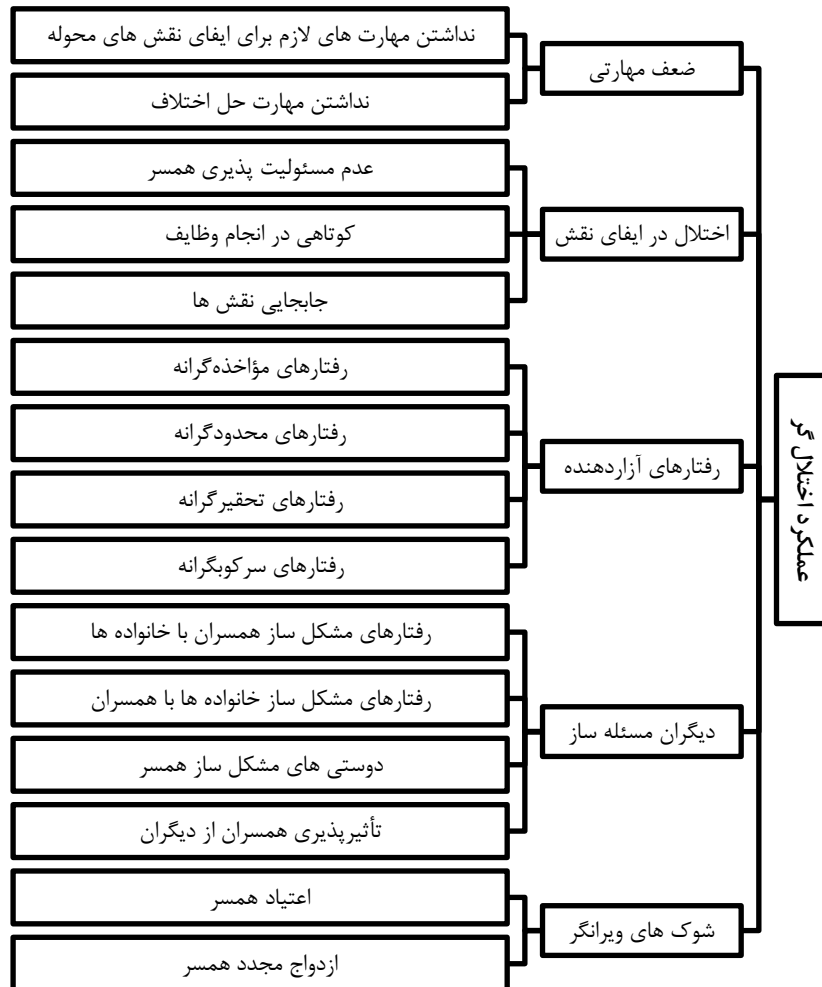 عملکرد اختلال گر
ضعف مهارتی
نداشتن مهارت های لازم برای ایفای نقش های محوله
نداشتن مهارت حل اختلاف
اختلال در ایفای نقش
عدم مسئولیت پذیری همسر
کوتاهی در انجام وظایف
جابجایی نقش ها
رفتارهای آزاردهنده
رفتارهای مؤاخذه‌گرانه
رفتارهای محدودگرانه
رفتارهای تحقیرگرانه
رفتارهای سرکوبگرانه
دیگران مسئله ساز
رفتارهای مشکل ساز همسران با خانواده ها
رفتارهای مشکل ساز خانواده ها با همسران
دوستی های مشکل ساز همسر
تأثیرپذیری همسران از دیگران
شوک های ویرانگر
اعتیاد همسر
ازدواج مجدد همسر